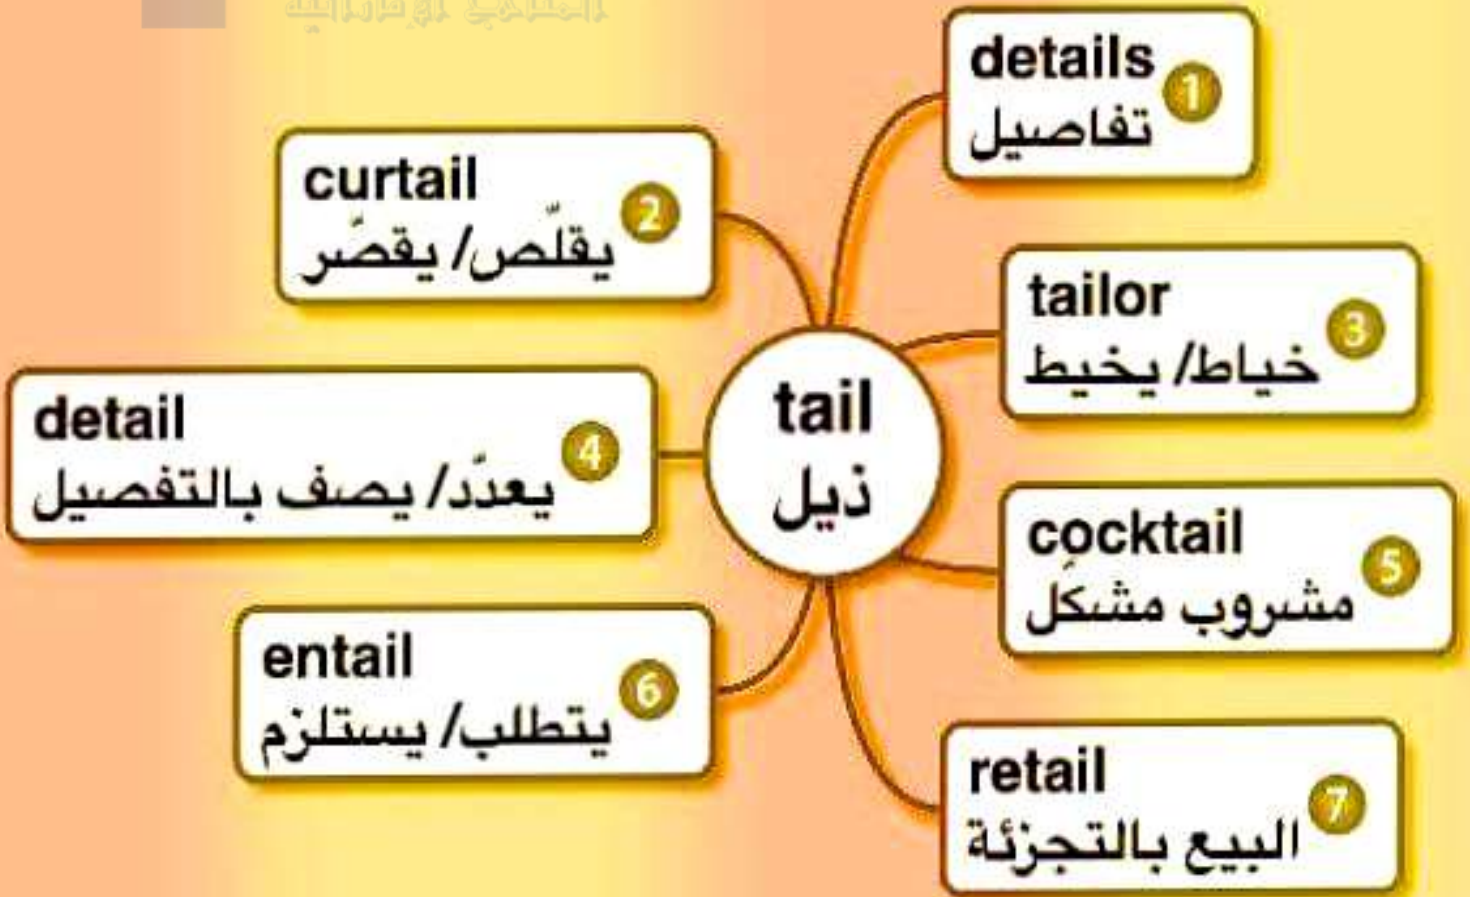 details
تفاصيل
1
curtail
يقلّص/ يقصّر
2
tailor
خياط/ يخيط
3
detail
يعدّد/ يصف بالتفصيل
4
tail
ذيل
cocktail
مشروب مشكّل
5
entail
يتطلب/ يستلزم
6
retail
البيع بالتجزئة
7